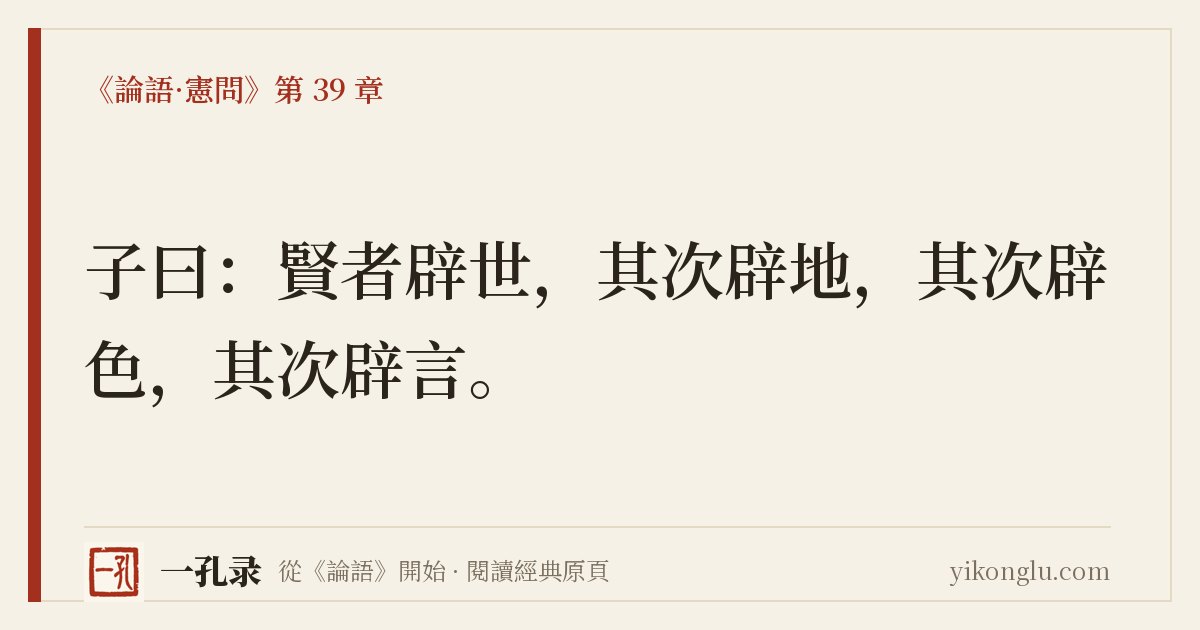 《論語·憲問》第 39 章
子曰：賢者辟世，其次辟地，其次辟
色，其次辟言。
一孔
一孔录 從《論語》開始 · 閱讀經典原頁
yikonglu.com